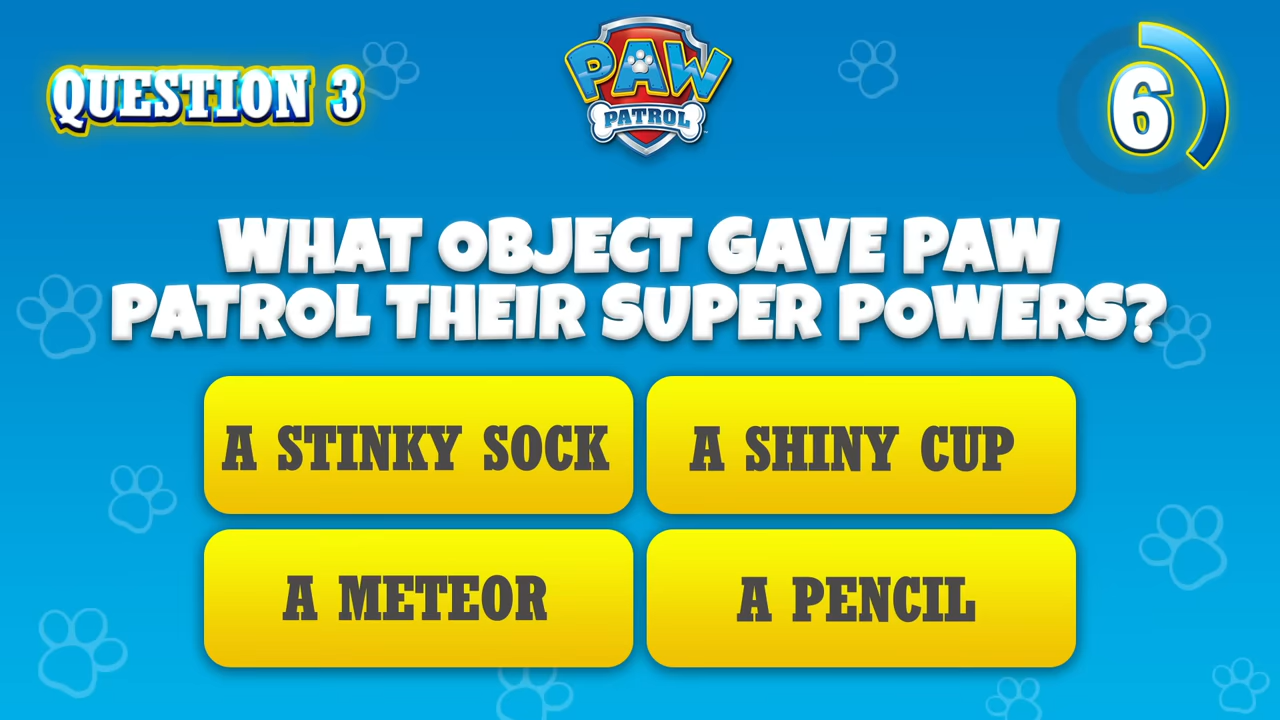 QUESTION 3
PAW
PATROL
6
WHAT OBJECT GAVE PAW
PATROL THEIR SUPER POWERS?
A STINKY SOCK
A SHINY CUP
A METEOR
A PENCIL